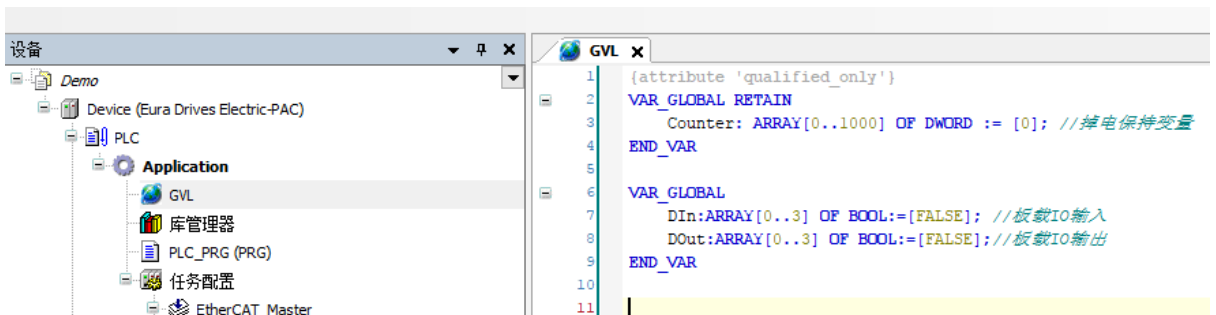 设备
Demo
Device (Eura Drives Electric-PAC)
PLC
Application
GVL
库管理器
PLC_PRG (PRG)
任务配置
EtherCAT_Master
GVL
1 {attribute 'qualified_only'}
2 VAR_GLOBAL RETAIN
3 Counter: ARRAY[0..1000] OF DWORD := [0]; //掉电保持变量
4 END_VAR
5
6 VAR_GLOBAL
7 DIn:ARRAY[0..3] OF BOOL:=[FALSE]; //板载IO输入
8 DOut:ARRAY[0..3] OF BOOL:=[FALSE];//板载IO输出
9 END_VAR
10
11